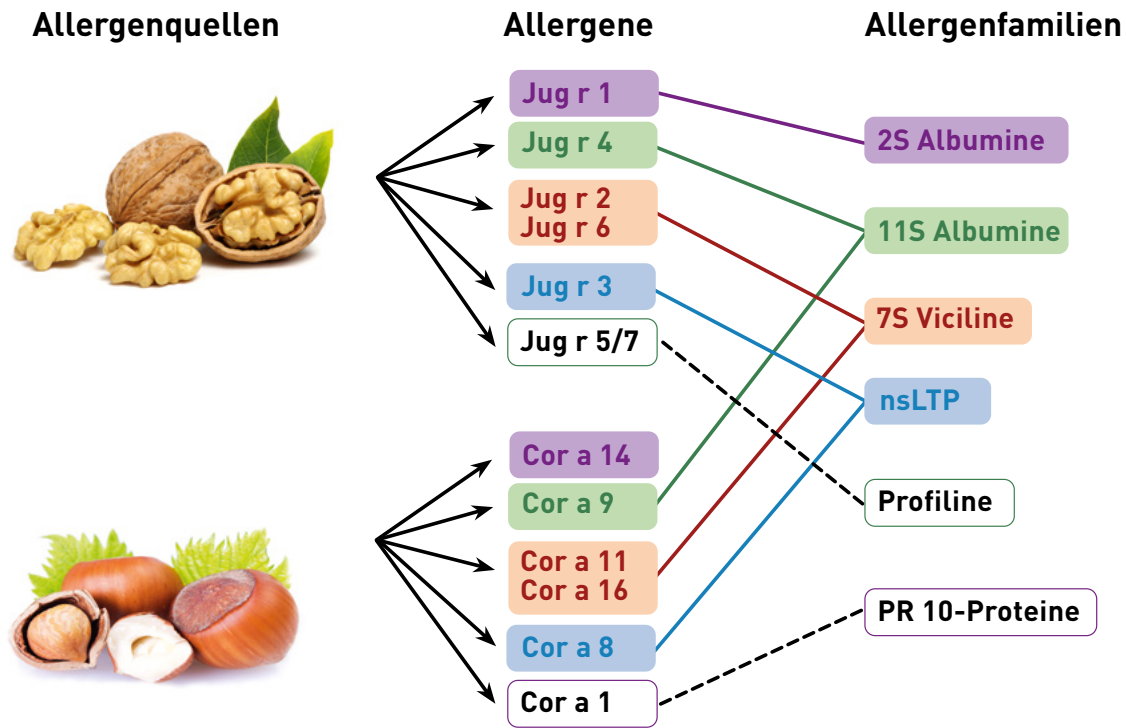 Allergenquellen
Allergene
Allergenfamilien
Jug r 1
Jug r 4
Jug r 2
Jug r 6
Jug r 3
Jug r 5/7
Cor a 14
Cor a 9
Cor a 11
Cor a 16
Cor a 8
Cor a 1
2S Albumine
11S Albumine
7S Viciline
nsLTP
Profiline
PR 10-Proteine